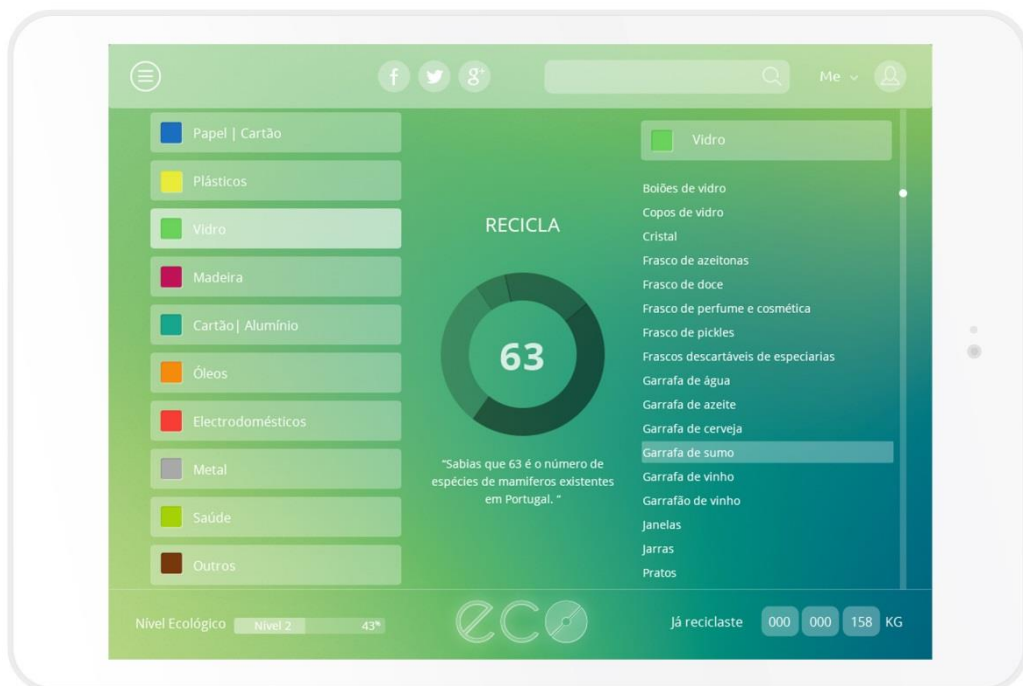 f
g+
Me
Papel | Cartão
Plásticos
Vidro
Madeira
Cartão| Alumínio
Óleos
Electrodomésticos
Metal
Saúde
Outros
RECICLA
63
"Sabias que 63 é o número de
espécies de mamiferos existentes
em Portugal. "
Vidro
Boiões de vidro
Copos de vidro
Cristal
Frasco de azeitonas
Frasco de doce
Frasco de perfume e cosmética
Frasco de pickles
Frascos descartáveis de especiarias
Garrafa de água
Garrafa de azeite
Garrafa de cerveja
Garrafa de sumo
Garrafa de vinho
Garrafão de vinho
Janelas
Jarras
Pratos
Nível Ecológico Nível 2 43%
eco
Já reciclaste 000 000 158 KG